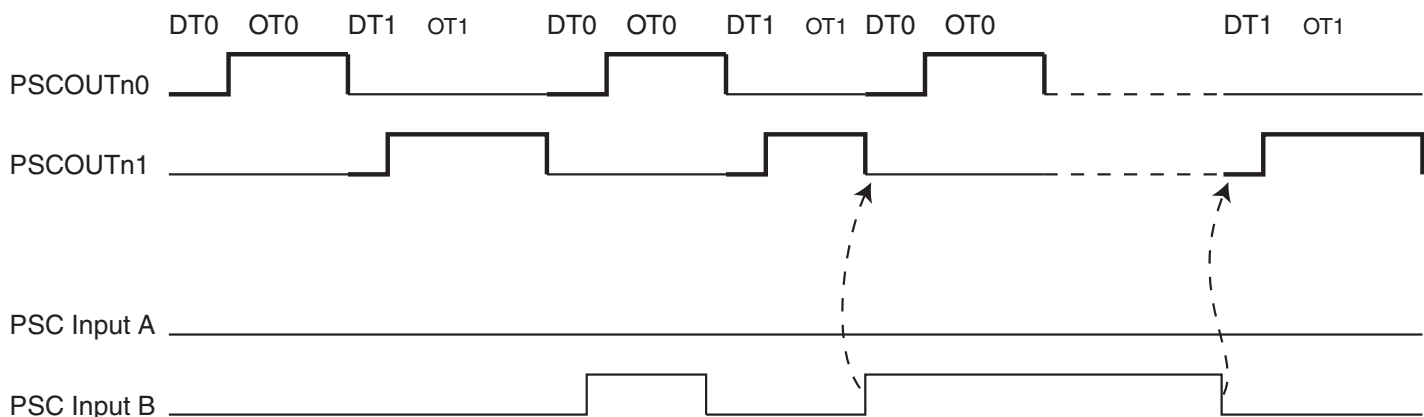 DT0 OT0 DT1 OT1 DT0 OT0 DT1 OT1 DT0 OT0 DT1 OT1
PSCOUTn0
PSCOUTn1
PSC Input A
PSC Input B